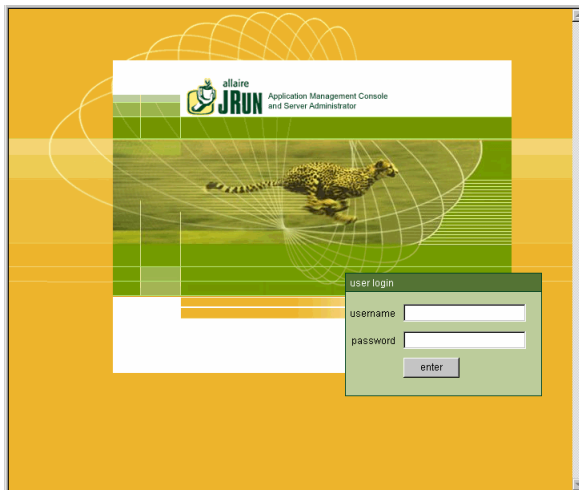 allaire
JRUN
Application Management Console
and Server Administrator
user login
username
password
enter